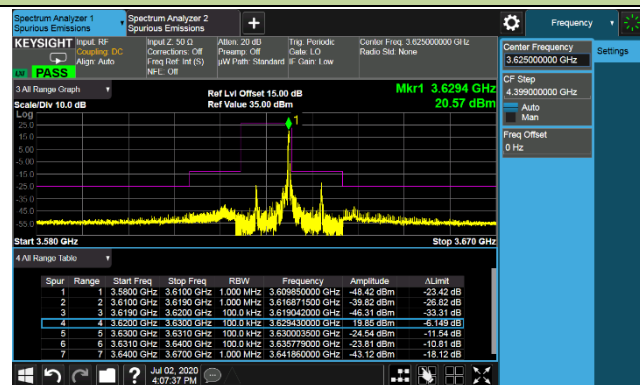 Spectrum Analyzer 1
Spurious Emissions
Spectrum Analyzer 2
Spurious Emissions
Frequency
KEYSIGHT
Input: RF
Coupling: DC
Align: Auto
Input Z: 50 Ω
Corrections: Off
Freq Ref: Int (S)
NFE: Off
Atten: 20 dB
Preamp: Off
µW Path: Standard
Trig: Periodic
Gate: LO
IF Gain: Low
Center Freq: 3.625000000 GHz
Radio Std: None
PASS
Center Frequency
3.625000000 GHz
Settings
CF Step
4.399000000 GHz
Auto
Man
Freq Offset
0 Hz
3 All Range Graph
Scale/Div 10.0 dB
Ref Lvl Offset 15.00 dB
Ref Value 35.00 dBm
Mkr1 3.6294 GHz
20.57 dBm
Log
25.0
15.0
5.00
-5.00
-15.0
-25.0
-35.0
-45.0
1
Start 3.580 GHz
Stop 3.670 GHz
4 All Range Table
Spur Range Start Freq Stop Freq RBW Frequency Amplitude ΔLimit
1 1 3.5800 GHz 3.6100 GHz 1.000 MHz 3.609850000 GHz -48.42 dBm -23.42 dB
2 2 3.6100 GHz 3.6190 GHz 1.000 MHz 3.616871500 GHz -39.82 dBm -26.82 dB
3 3 3.6190 GHz 3.6200 GHz 100.0 kHz 3.619042000 GHz -46.31 dBm -33.31 dB
4 4 3.6200 GHz 3.6300 GHz 100.0 kHz 3.629430000 GHz 19.85 dBm -6.149 dB
5 5 3.6300 GHz 3.6310 GHz 100.0 kHz 3.630003500 GHz -24.54 dBm -11.54 dB
6 6 3.6310 GHz 3.6400 GHz 100.0 kHz 3.635779000 GHz -23.81 dBm -10.81 dB
7 7 3.6400 GHz 3.6700 GHz 1.000 MHz 3.641860000 GHz -43.12 dBm -18.12 dB
Jul 02, 2020
4:07:37 PM